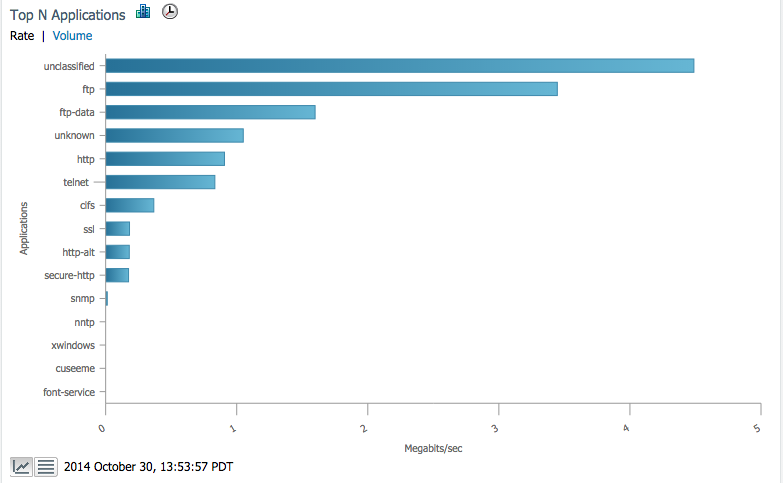 Top N Applications
Rate | Volume
unclassified
ftp
ftp-data
unknown
http
telnet
cifs
ssl
http-alt
secure-http
snmp
nntp
xwindows
cuseeme
font-service
Applications
0 1 2 3 4 5
Megabits/sec
2014 October 30, 13:53:57 PDT